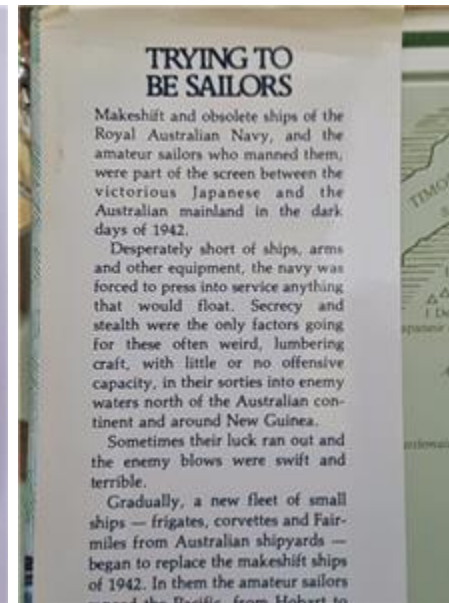 TRYING TO
BE SAILORS
Makeshift and obsolete ships of the
Royal Australian Navy, and the
amateur sailors who manned them,
were part of the screen between the
victorious Japanese and the
Australian mainland in the dark
days of 1942.
Desperately short of ships, arms
and other equipment, the navy was
forced to press into service anything
that would float. Secrecy and
stealth were the only factors going
for these often weird, lumbering
craft, with little or no offensive
capacity, in their sorties into enemy
waters north of the Australian con-
tinent and around New Guinea.
Sometimes their luck ran out and
the enemy blows were swift and
terrible.
Gradually, a new fleet of small
ships — frigates, corvettes and Fair-
miles from Australian shipyards —
began to replace the makeshift ships
of 1942. In them the amateur sailors
the Pacific, from Hobart to
TIMO